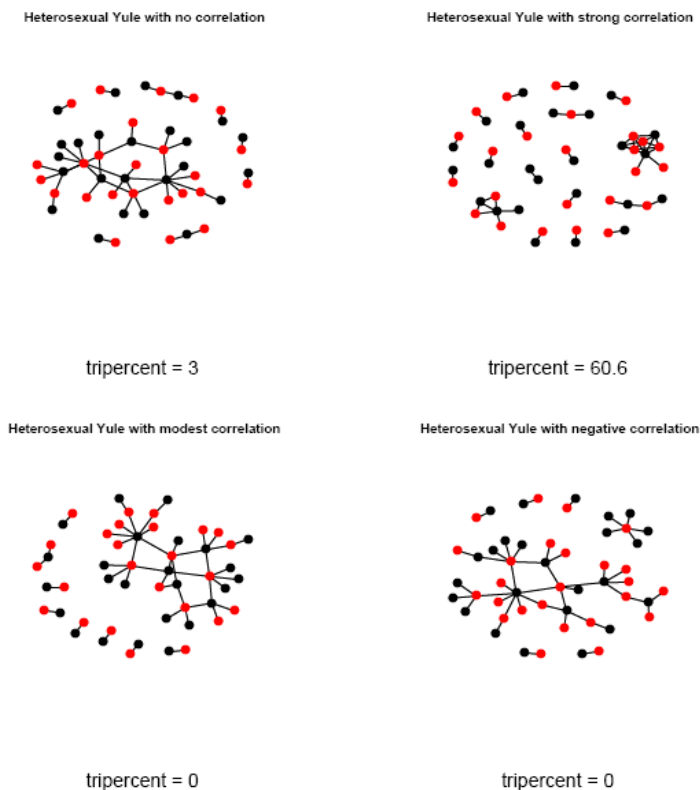 Heterosexual Yule with no correlation
Heterosexual Yule with strong correlation
tripercent = 3
tripercent = 60.6
Heterosexual Yule with modest correlation
Heterosexual Yule with negative correlation
tripercent = 0
tripercent = 0